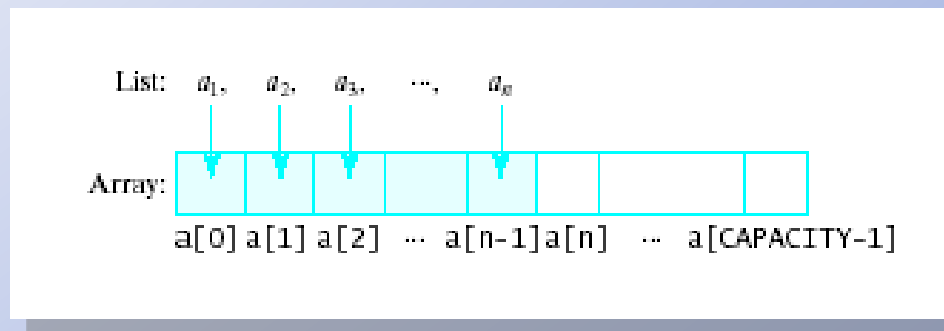 List: a₁, a₂, a₃, ..., aₙ
Array:
a[0] a[1] a[2] ... a[n-1] a[n] ... a[CAPACITY-1]